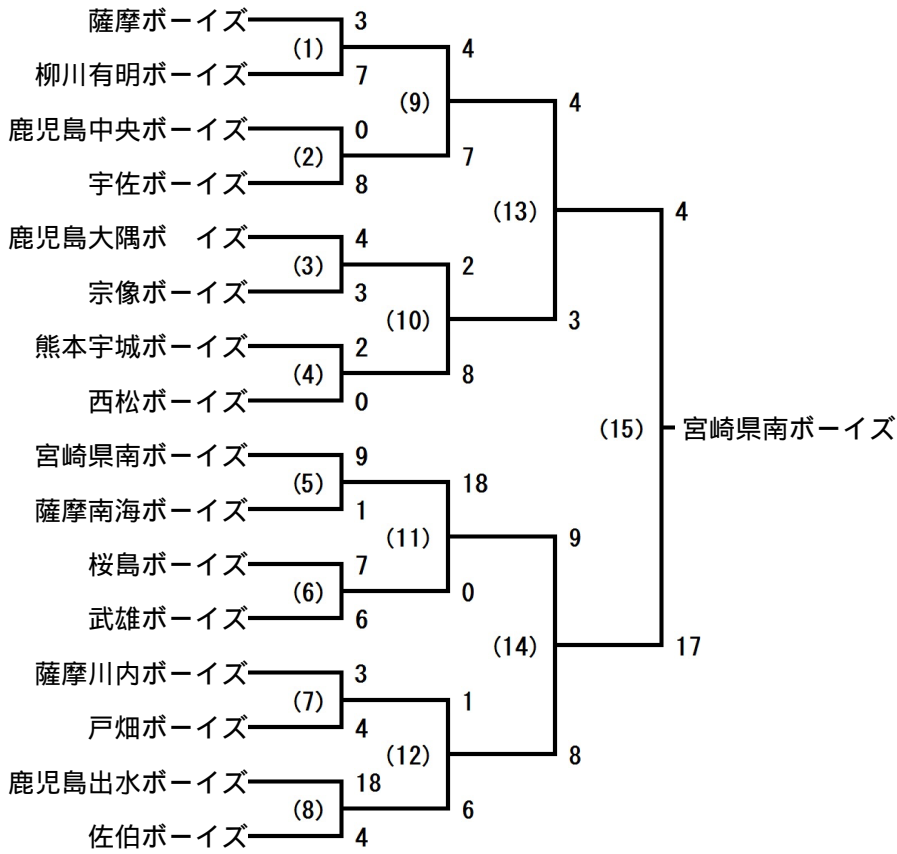 薩摩ボーイズ 3
(1) 4
柳川有明ボーイズ 7
(9) 4
鹿児島中央ボーイズ 0
(2) 7
宇佐ボーイズ 8
(13) 4
鹿児島大隅ボ　イズ 4
(3) 2
宗像ボーイズ 3
(10) 3
熊本宇城ボーイズ 2
(4) 8
西松ボーイズ 0
(15) 宮崎県南ボーイズ
宮崎県南ボーイズ 9
(5) 18
薩摩南海ボーイズ 1
(11) 9
桜島ボーイズ 7
(6) 0
武雄ボーイズ 6
(14) 17
薩摩川内ボーイズ 3
(7) 1
戸畑ボーイズ 4
(12) 8
鹿児島出水ボーイズ 18
(8) 6
佐伯ボーイズ 4